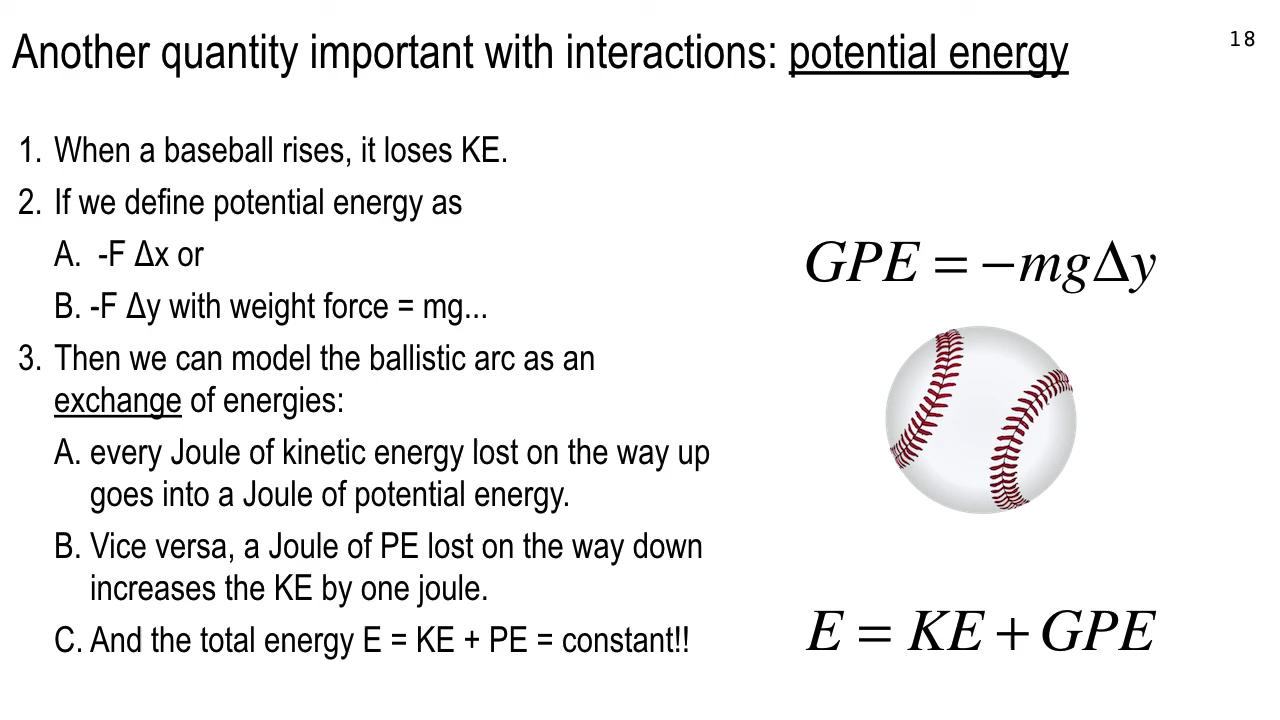 Another quantity important with interactions: potential energy
18
1. When a baseball rises, it loses KE.
2. If we define potential energy as
A. -F Δx or
B. -F Δy with weight force = mg...
3. Then we can model the ballistic arc as an
exchange of energies:
A. every Joule of kinetic energy lost on the way up
goes into a Joule of potential energy.
B. Vice versa, a Joule of PE lost on the way down
increases the KE by one joule.
C. And the total energy E = KE + PE = constant!!
GPE = −mgΔy
E = KE + GPE